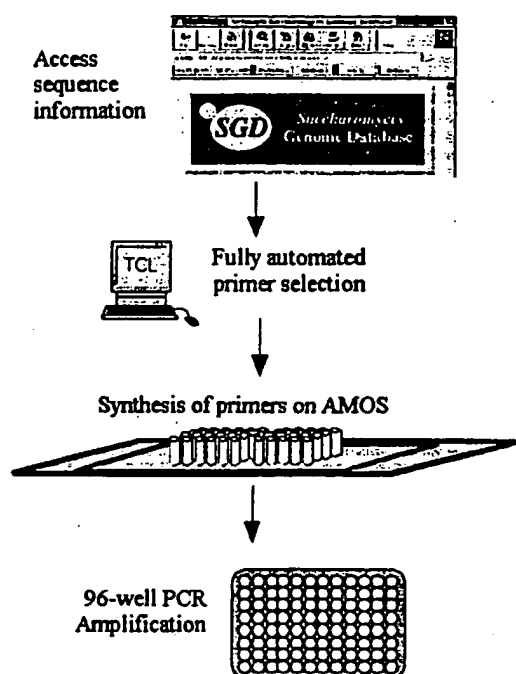 Access
sequence
information
SGD
Saccharomyces
Genome Database
TCL
Fully automated
primer selection
Synthesis of primers on AMOS
96-well PCR
Amplification